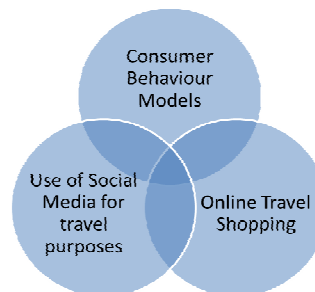 Consumer
Behaviour
Models
Use of Social
Media for
travel
purposes
Online Travel
Shopping